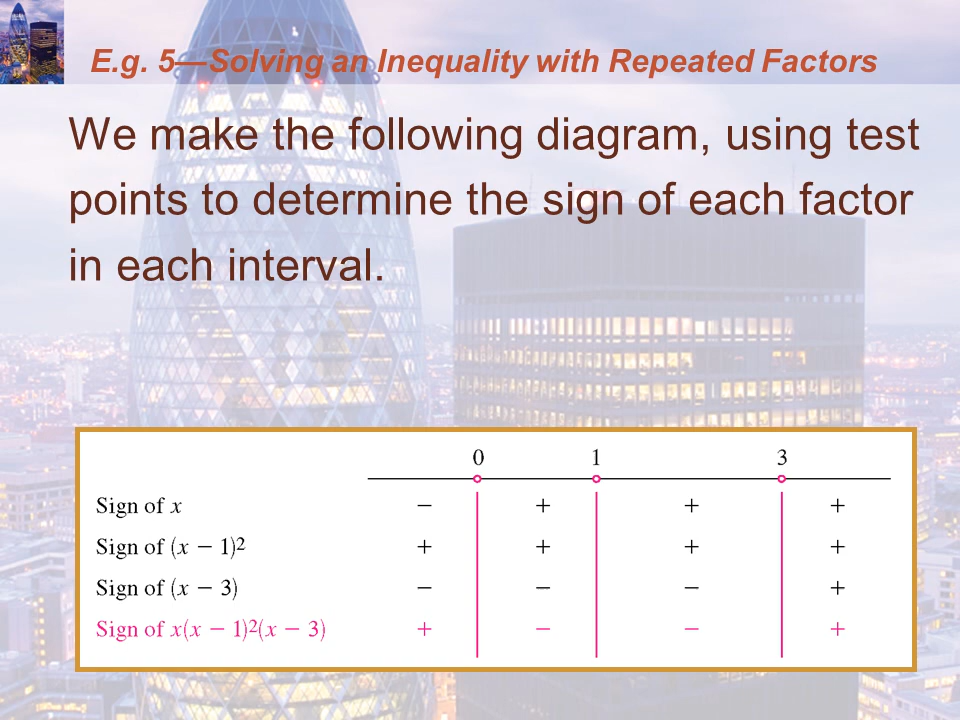 E.g. 5—Solving an Inequality with Repeated Factors
We make the following diagram, using test
points to determine the sign of each factor
in each interval.
0 1 3
Sign of x − + + +
Sign of (x − 1)² + + + +
Sign of (x − 3) − − − +
Sign of x(x − 1)²(x − 3) + − − +